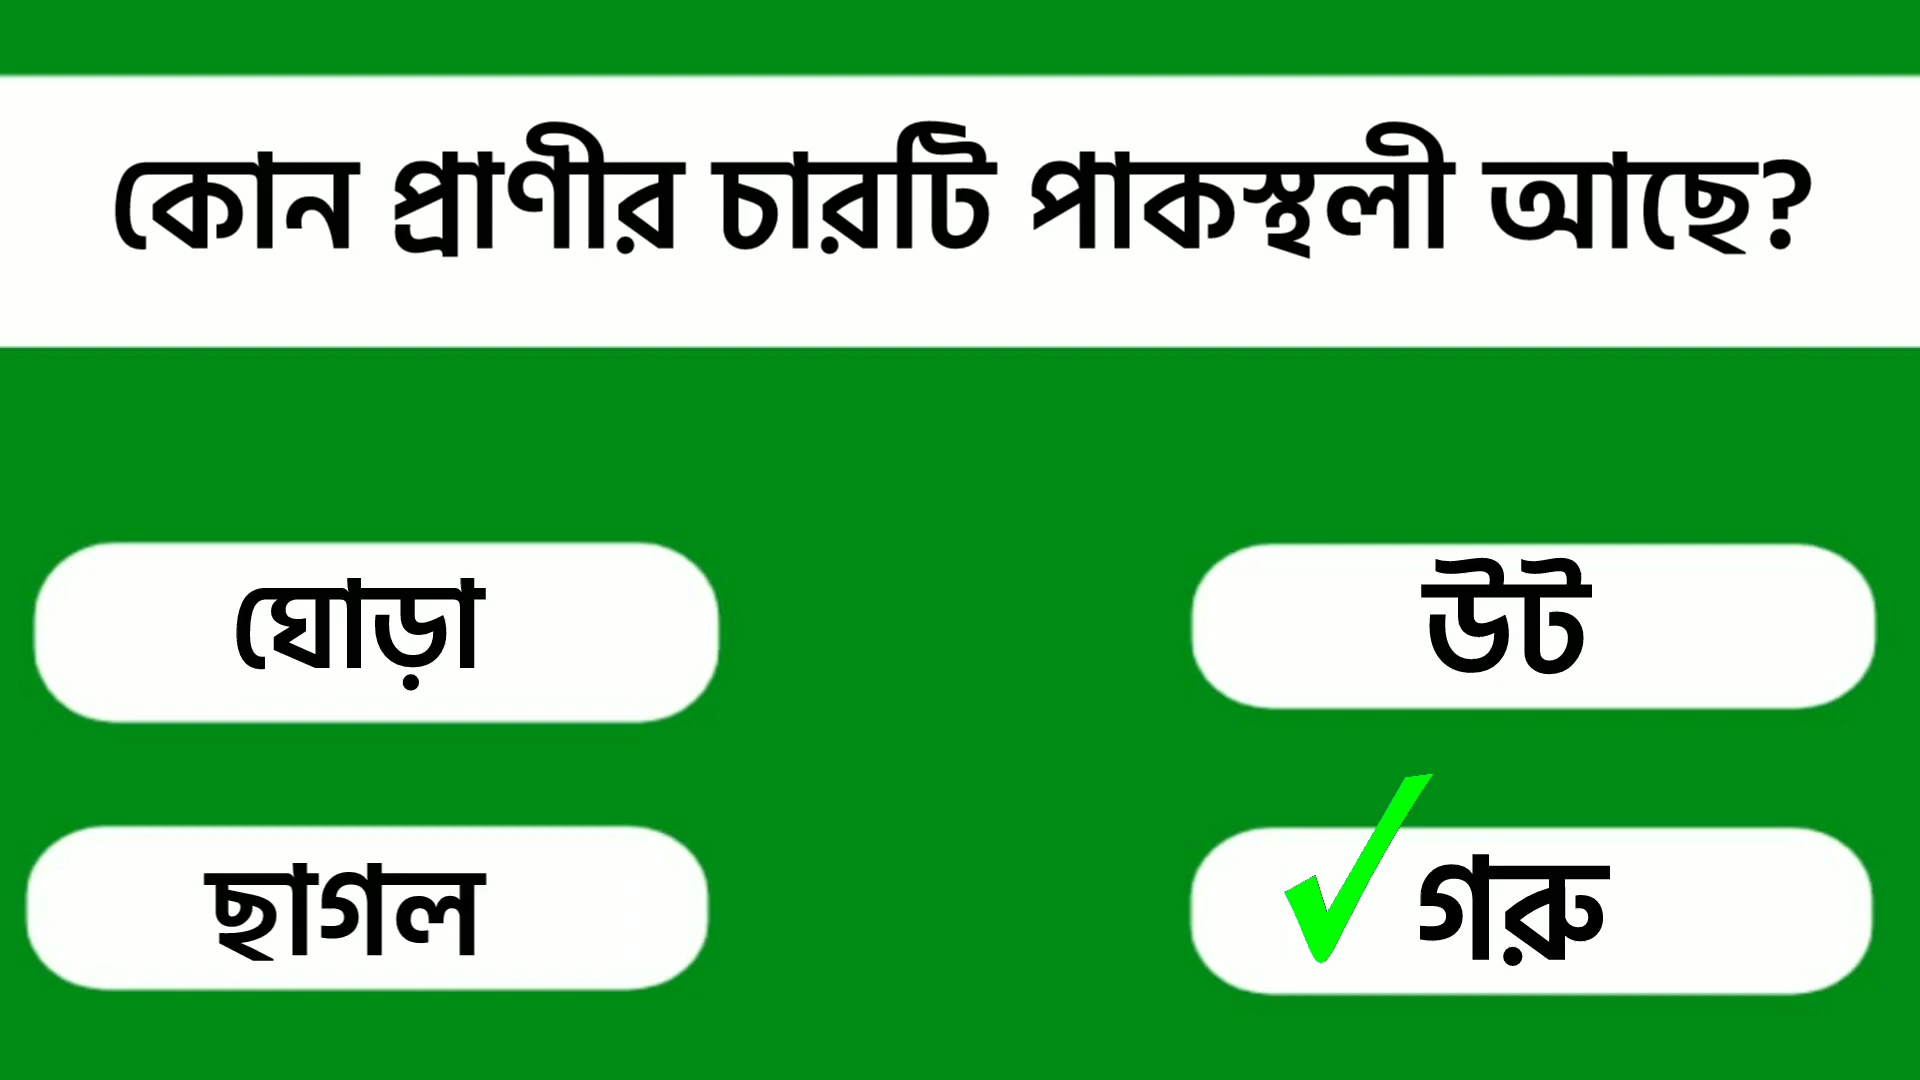 কোন প্রাণীর চারটি পাকস্থলী আছে?
ঘোড়া
উট
ছাগল
গরু